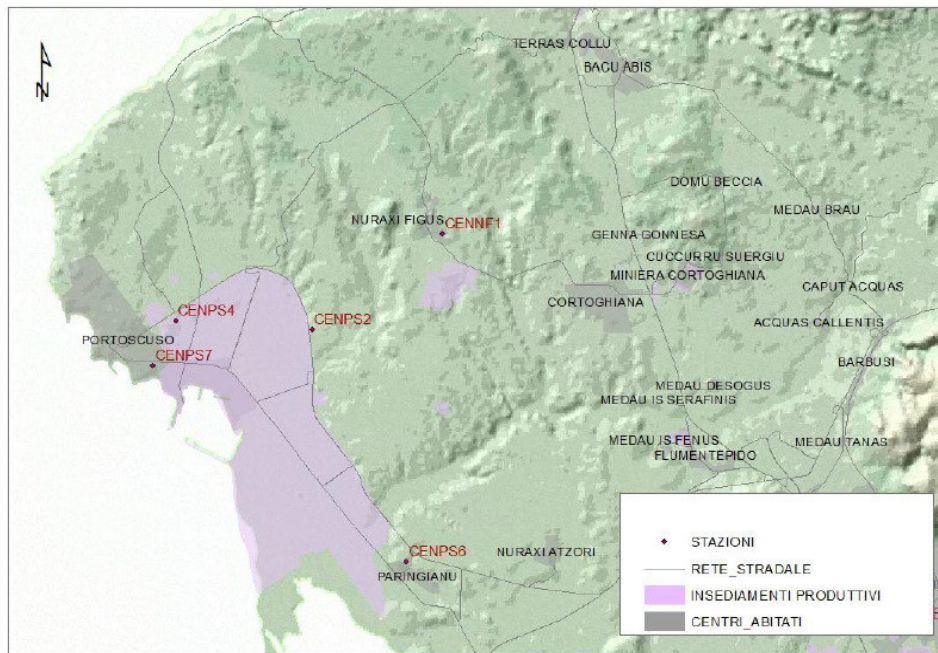 TERRAS COLLU
BACU ABIS
DOMU BECCIA
MEDAU BRAU
NURAXI FIGUS
CENNF1
GENNA GONNESA
CUCCURRU SUERGIU
MINIERA CORTOGHIANA
CAPUT ACQUAS
CORTOGHIANA
CENPS4
CENPS2
ACQUAS CALLENTIS
PORTOSCUSO
CENPS7
BARBUSI
MEDAU DESOGUS
MEDAU IS SERAFINIS
MEDAU IS FENUS
MEDAU TANAS
FLUMENTEPIDO
CENPS6
NURAXI ATZORI
PARINGIANU
STAZIONI
RETE_STRADALE
INSEDIAMENTI PRODUTTIVI
CENTRI_ABITATI
N